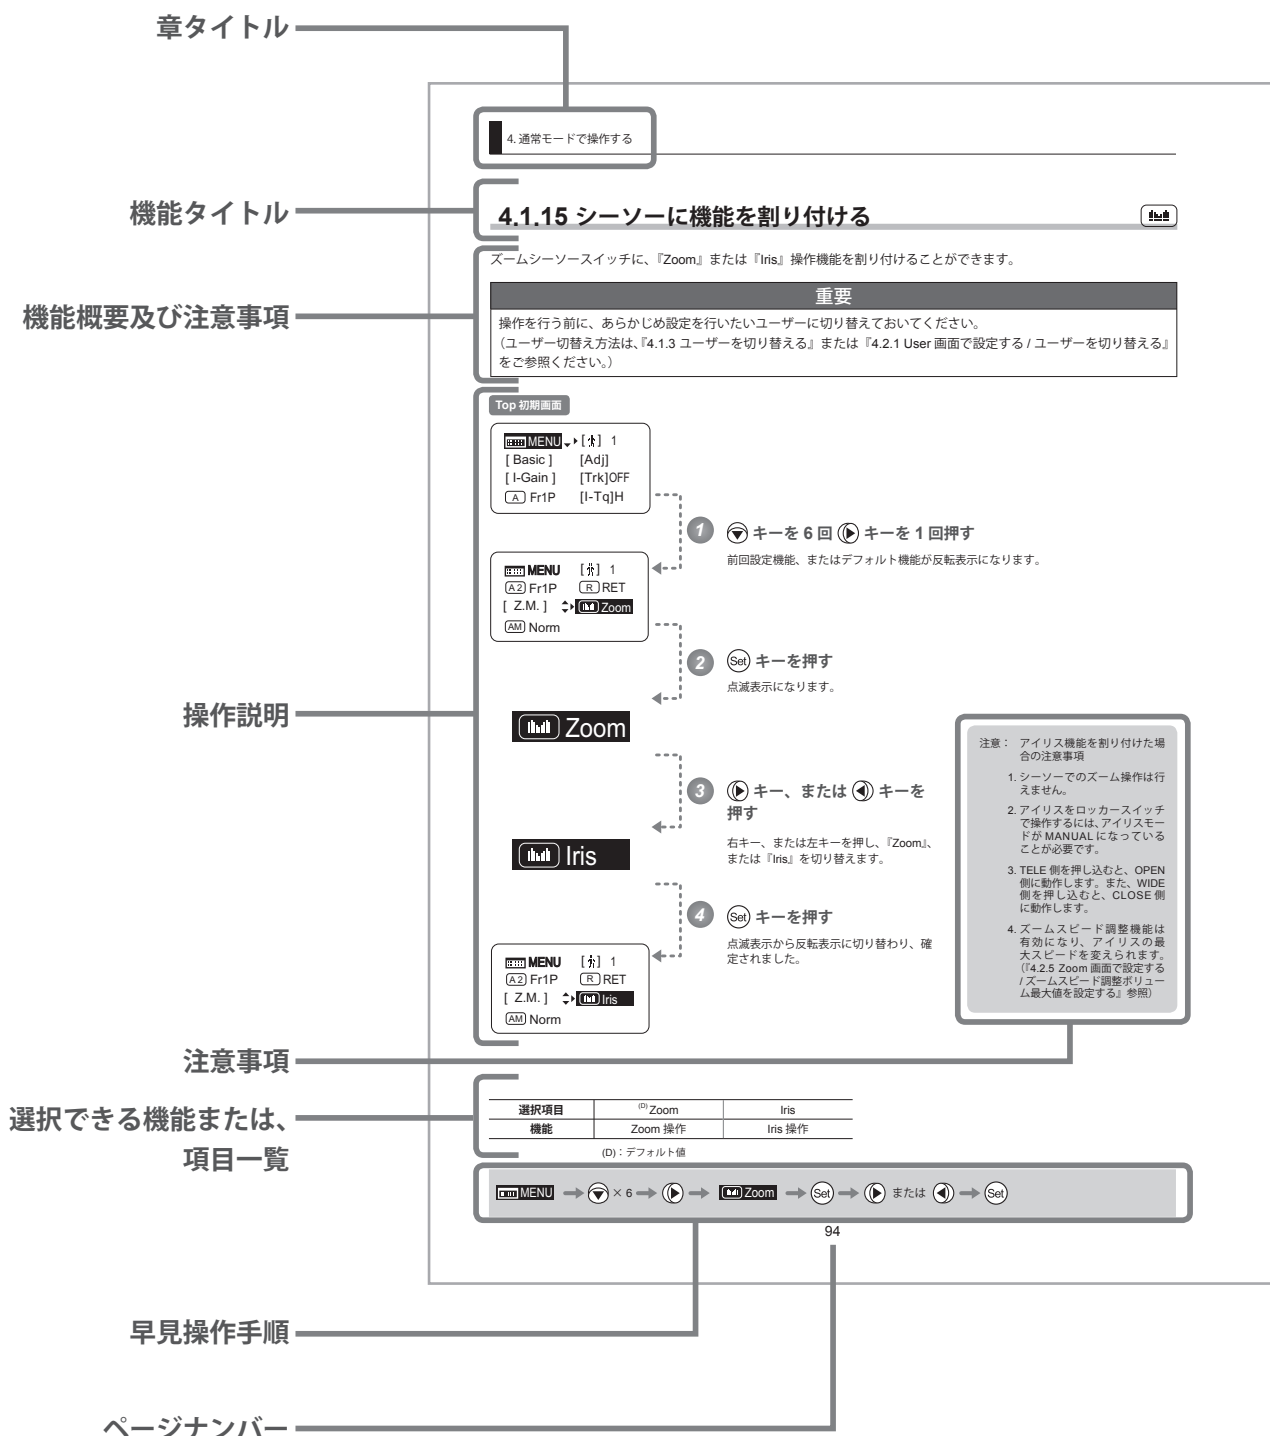 章タイトル
4. 通常モードで操作する
機能タイトル
4.1.15 シーソーに機能を割り付ける
ズームシーソースイッチに、『Zoom』または『Iris』操作機能を割り付けることができます。
機能概要及び注意事項
重要
操作を行う前に、あらかじめ設定を行いたいユーザーに切り替えておいてください。
（ユーザー切替え方法は、『4.1.3 ユーザーを切り替える』または『4.2.1 User 画面で設定する / ユーザーを切り替える』
をご参照ください。）
Top 初期画面
MENU [ ] 1
[ Basic ] [Adj]
[ I-Gain ] [Trk]OFF
A Fr1P [I-Tq]H
1 キーを 6 回 キーを 1 回押す
前回設定機能、またはデフォルト機能が反転表示になります。
MENU [ ] 1
A2 Fr1P R RET
[ Z.M. ] Zoom
AM Norm
2 Set キーを押す
点滅表示になります。
操作説明
Zoom
3 キー、または キーを
押す
右キー、または左キーを押し、『Zoom』、
または『Iris』を切り替えます。
Iris
4 Set キーを押す
点滅表示から反転表示に切り替わり、確
定されました。
MENU [ ] 1
A2 Fr1P R RET
[ Z.M. ] Iris
AM Norm
注意： アイリス機能を割り付けた場
合の注意事項
1. シーソーでのズーム操作は行
えません。
2. アイリスをロッカースイッチ
で操作するには、アイリスモー
ドが MANUAL になっている
ことが必要です。
3. TELE 側を押し込むと、OPEN
側に動作します。また、WIDE
側を押し込むと、CLOSE 側
に動作します。
4. ズームスピード調整機能は
有効になり、アイリスの最
大スピードを変えられます。
（『4.2.5 Zoom 画面で設定する
/ ズームスピード調整ボリュー
ム最大値を設定する』参照）
注意事項
選択できる機能または、
項目一覧
選択項目 (D) Zoom Iris
機能 Zoom 操作 Iris 操作
(D)：デフォルト値
MENU × 6 Zoom Set または Set
94
早見操作手順
ページナンバー